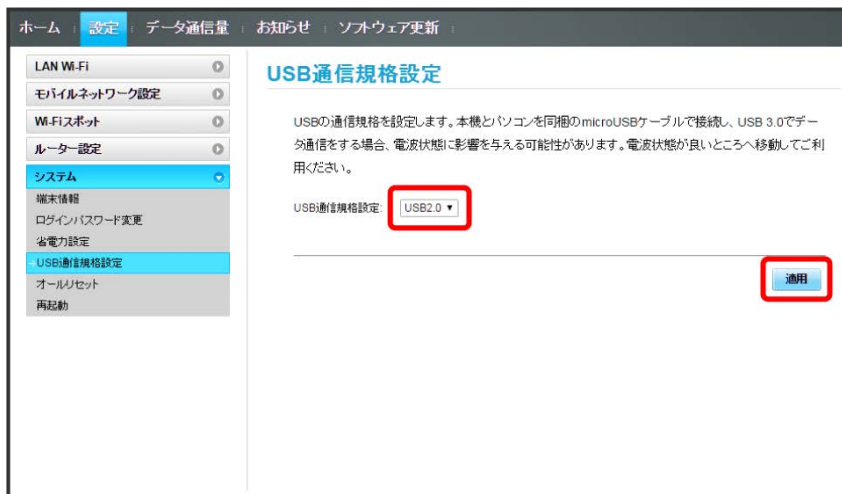 ホーム 設定 データ通信量 お知らせ ソフトウェア更新
LAN Wi-Fi
モバイルネットワーク設定
Wi-Fiスポット
ルーター設定
システム
端末情報
ログインパスワード変更
省電力設定
USB通信規格設定
オールリセット
再起動
USB通信規格設定
USBの通信規格を設定します。本機とパソコンを同梱のmicroUSBケーブルで接続し、USB 3.0でデー
タ通信をする場合、電波状態に影響を与える可能性があります。電波状態が良いところへ移動してご利
用ください。
USB通信規格設定: USB2.0
適用